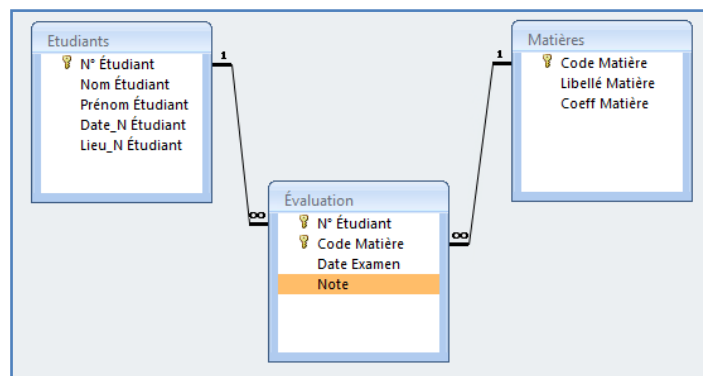 Etudiants
N° Étudiant
Nom Étudiant
Prénom Étudiant
Date_N Étudiant
Lieu_N Étudiant
1
∞
Matières
Code Matière
Libellé Matière
Coeff Matière
1
∞
Évaluation
N° Étudiant
Code Matière
Date Examen
Note